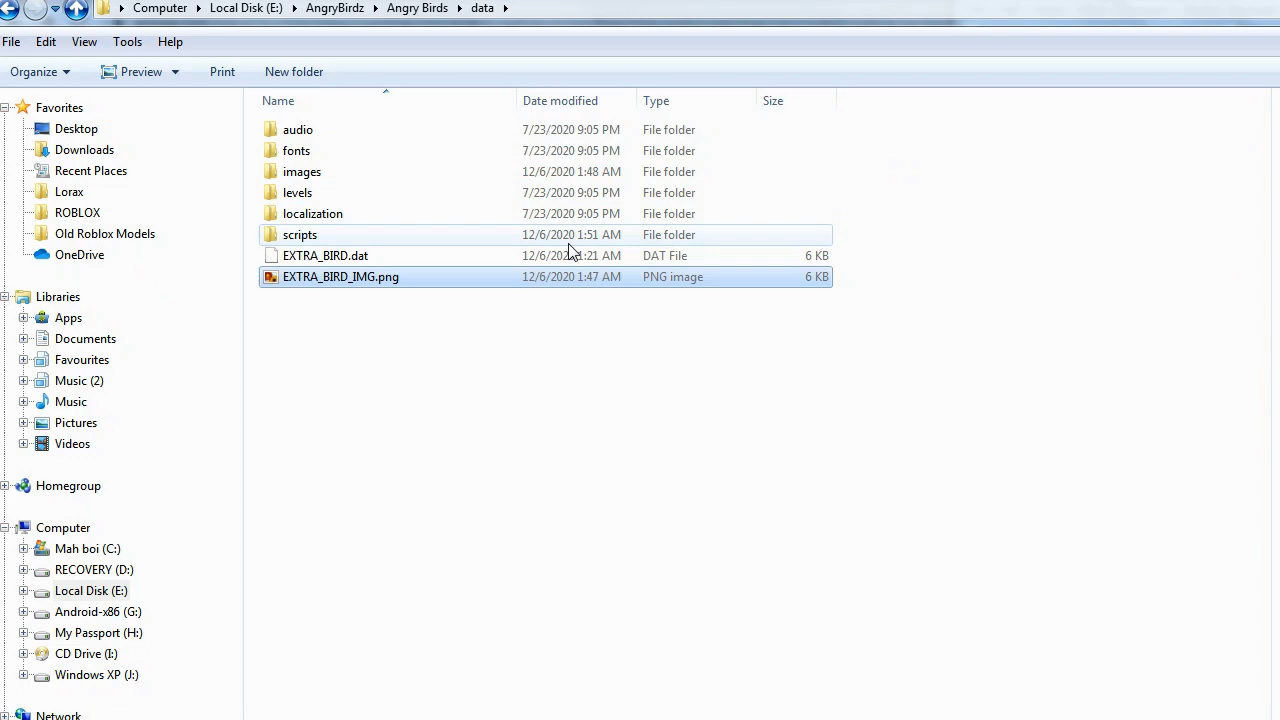 Computer Local Disk (E:) AngryBirdz Angry Birds data
File Edit View Tools Help
Organize Preview Print New folder
Name Date modified Type Size
Favorites
Desktop
Downloads
Recent Places
Lorax
ROBLOX
Old Roblox Models
OneDrive
Libraries
Apps
Documents
Favourites
Music (2)
Music
Pictures
Videos
Homegroup
Computer
Mah boi (C:)
RECOVERY (D:)
Local Disk (E:)
Android-x86 (G:)
My Passport (H:)
CD Drive (I:)
Windows XP (J:)
Network
audio 7/23/2020 9:05 PM File folder
fonts 7/23/2020 9:05 PM File folder
images 12/6/2020 1:48 AM File folder
levels 7/23/2020 9:05 PM File folder
localization 7/23/2020 9:05 PM File folder
scripts 12/6/2020 1:51 AM File folder
EXTRA_BIRD.dat :21 AM DAT File 6 KB
EXTRA_BIRD_IMG.png 12/6/2020 1:47 AM PNG image 6 KB